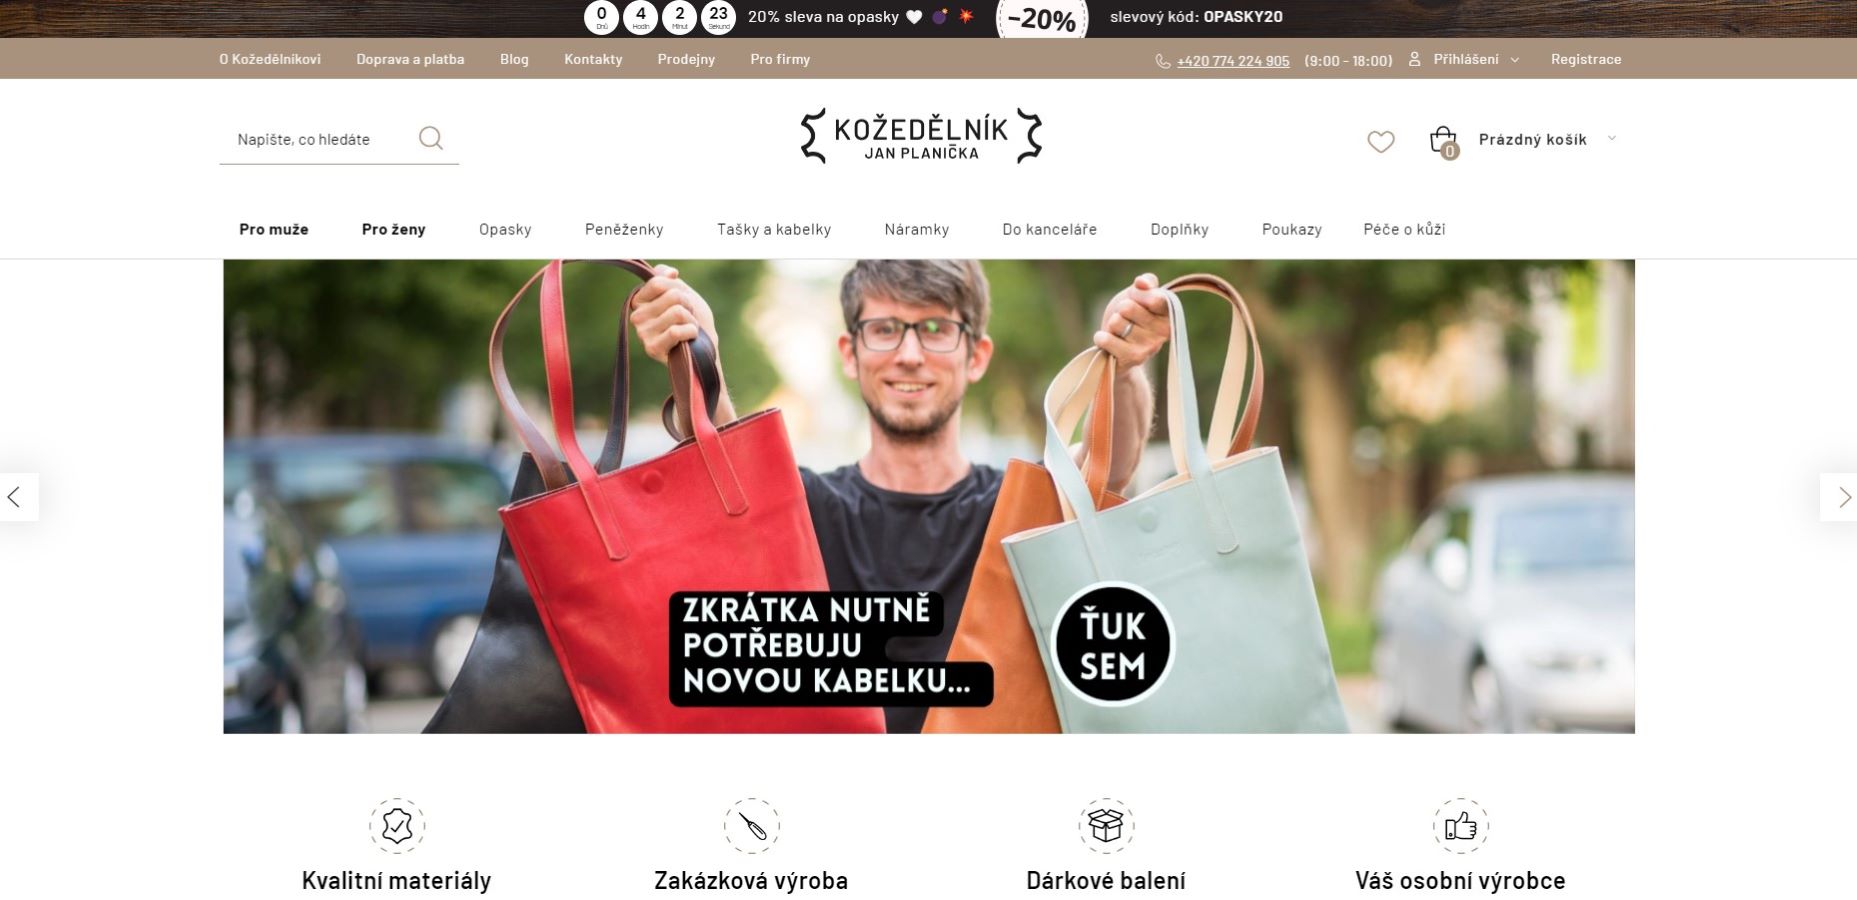 0 4 2 23
Dnů Hodin Minut Sekund
20% sleva na opasky
-20%
slevový kód: OPASKY20
O Kožedělníkovi Doprava a platba Blog Kontakty Prodejny Pro firmy
+420 774 224 905 (9:00 - 18:00) Přihlášení Registrace
Napište, co hledáte
KOŽEDĚLNÍK
JAN PLANIČKA
0
Prázdný košík
Pro muže Pro ženy Opasky Peněženky Tašky a kabelky Náramky Do kanceláře Doplňky Poukazy Péče o kůži
ZKRÁTKA NUTNĚ
POTŘEBUJU
NOVOU KABELKU...
ŤUK
SEM
Kvalitní materiály Zakázková výroba Dárkové balení Váš osobní výrobce